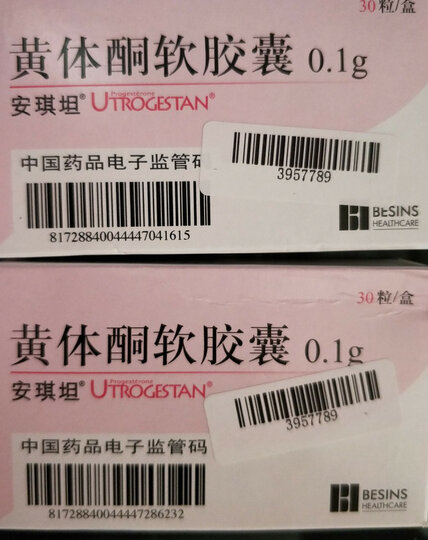 30粒/盒
黄体酮软胶囊 0.1g
Progestérone
安琪坦® UTROGESTAN®
中国药品电子监管码
3957789
81728840044447041615
BESINS
HEALTHCARE
30粒/盒
黄体酮软胶囊 0.1g
Progestérone
安琪坦® UTROGESTAN®
3957789
中国药品电子监管码
81728840044447286232
BESINS
HEALTHCARE